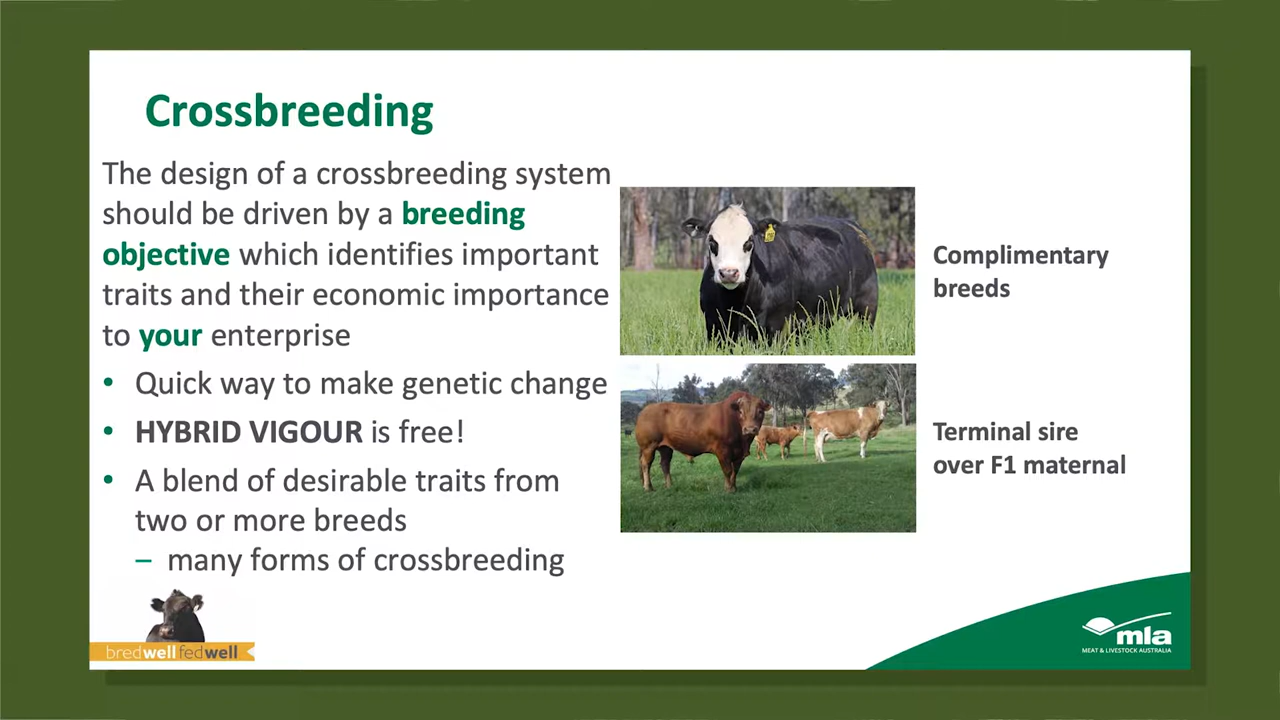 Crossbreeding
The design of a crossbreeding system
should be driven by a breeding
objective which identifies important
traits and their economic importance
to your enterprise
• Quick way to make genetic change
• HYBRID VIGOUR is free!
• A blend of desirable traits from
two or more breeds
– many forms of crossbreeding
Complimentary
breeds
Terminal sire
over F1 maternal
bredwellfedwell
mla
MEAT & LIVESTOCK AUSTRALIA